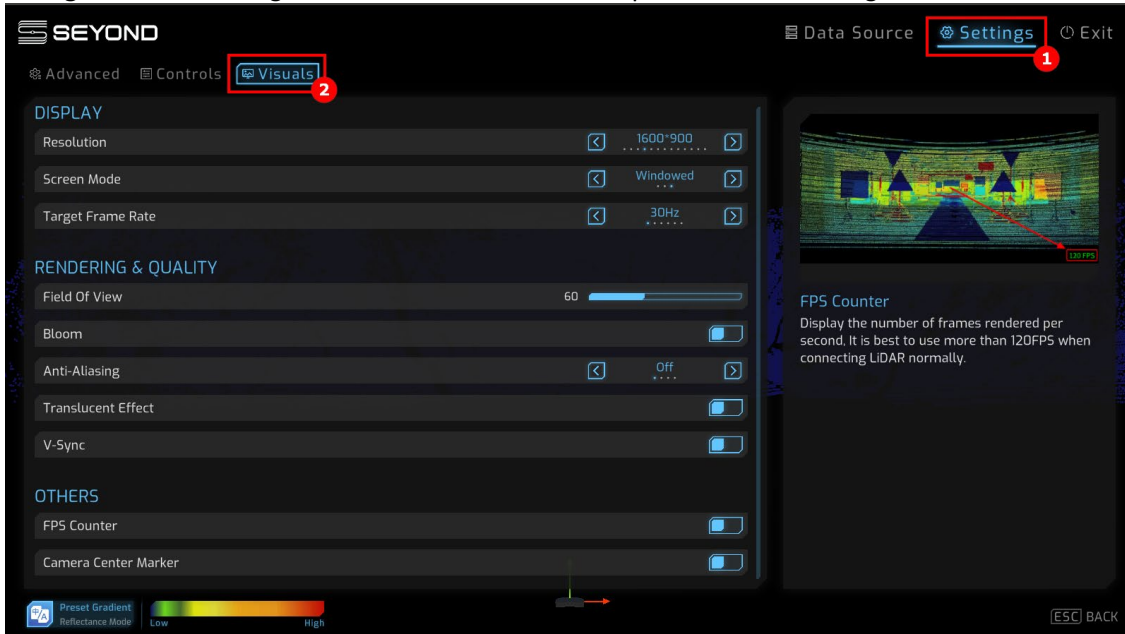 SEYOND
Data Source Settings Exit
1
Advanced Controls Visuals
2
DISPLAY
Resolution 1600*900
Screen Mode Windowed
Target Frame Rate 30Hz
RENDERING & QUALITY
Field Of View 60
Bloom
Anti-Aliasing Off
Translucent Effect
V-Sync
OTHERS
FPS Counter
Camera Center Marker
120 FPS
FPS Counter
Display the number of frames rendered per
second, It is best to use more than 120FPS when
connecting LiDAR normally.
Preset Gradient
Reflectance Mode
Low High
ESC BACK